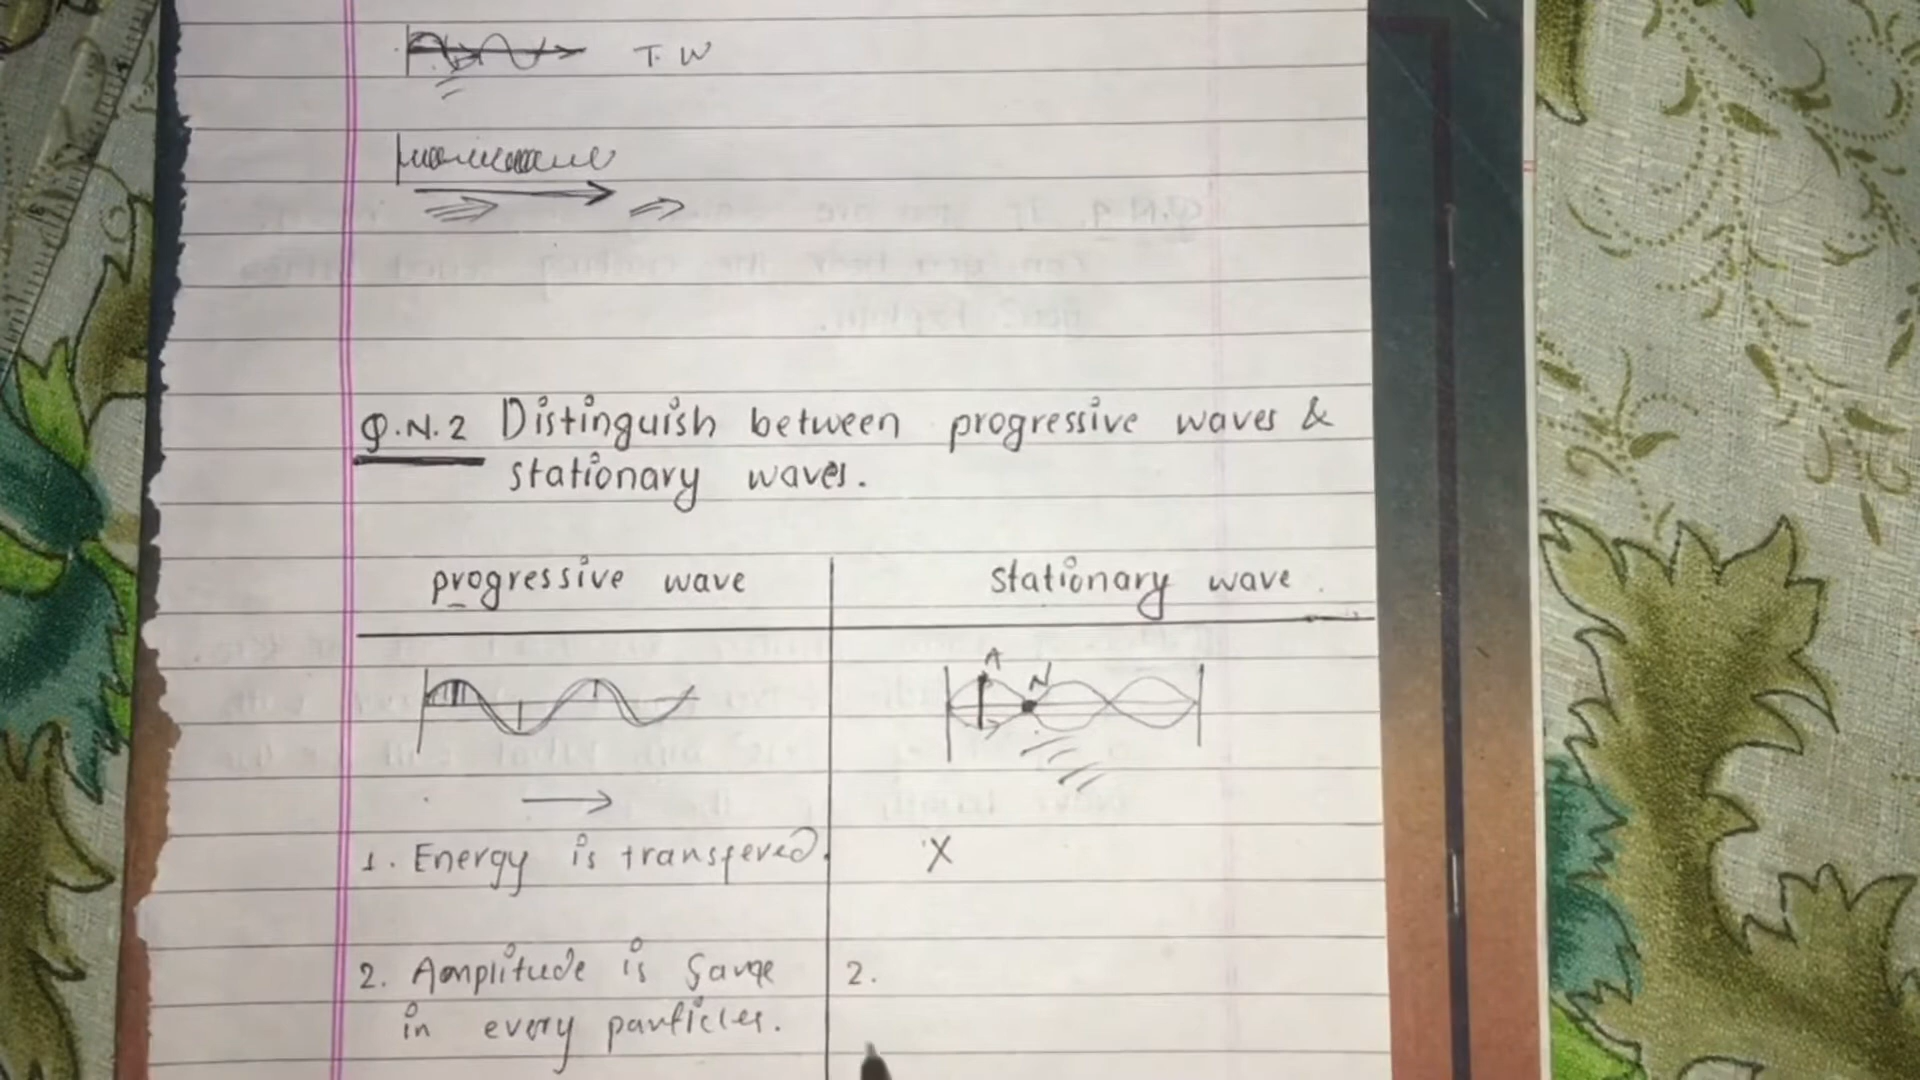 T. W
Q.N.2 Distinguish between progressive waves &
stationary waves.
progressive wave
stationary wave.
A
N
1. Energy is transfered.
X
2. Amplitude is same
in every particles.
2.